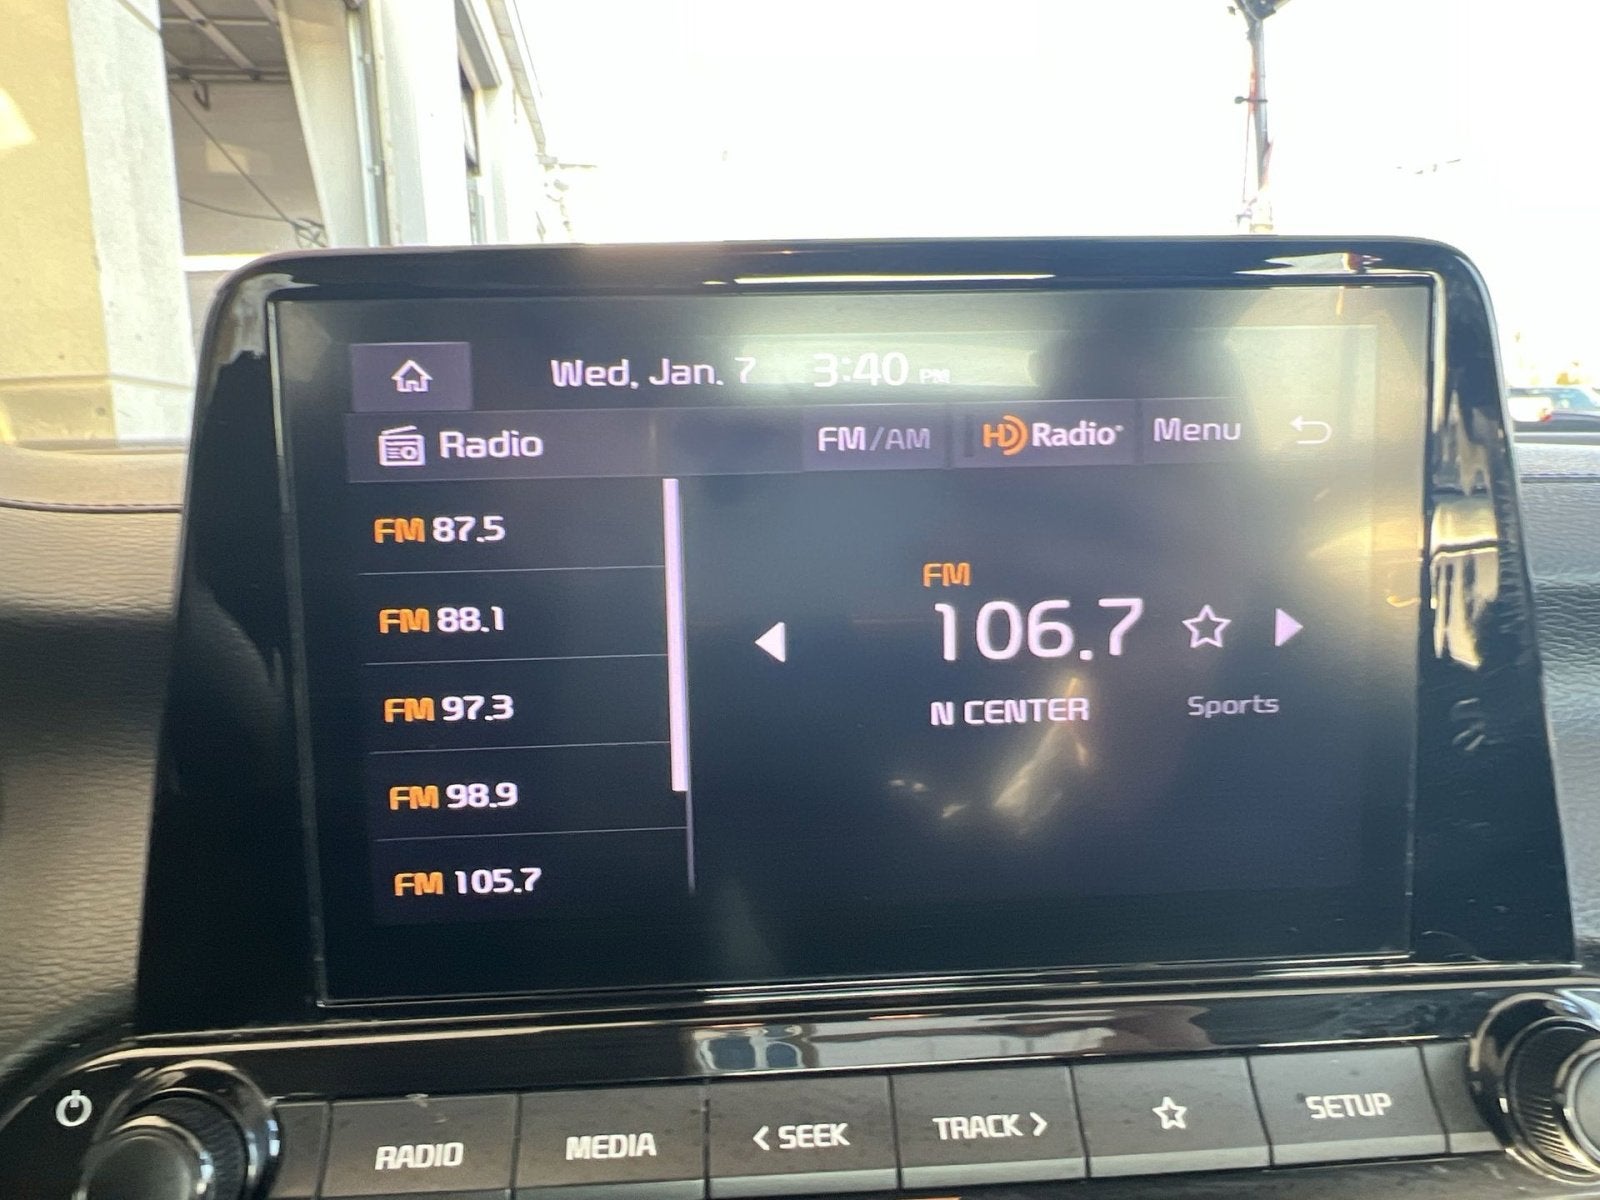 Wed, Jan. 7 3:40 PM
Radio FM/AM HD Radio® Menu
FM 87.5
FM 88.1
FM 97.3
FM 98.9
FM 105.7
FM
106.7
N CENTER Sports
RADIO MEDIA < SEEK TRACK > SETUP